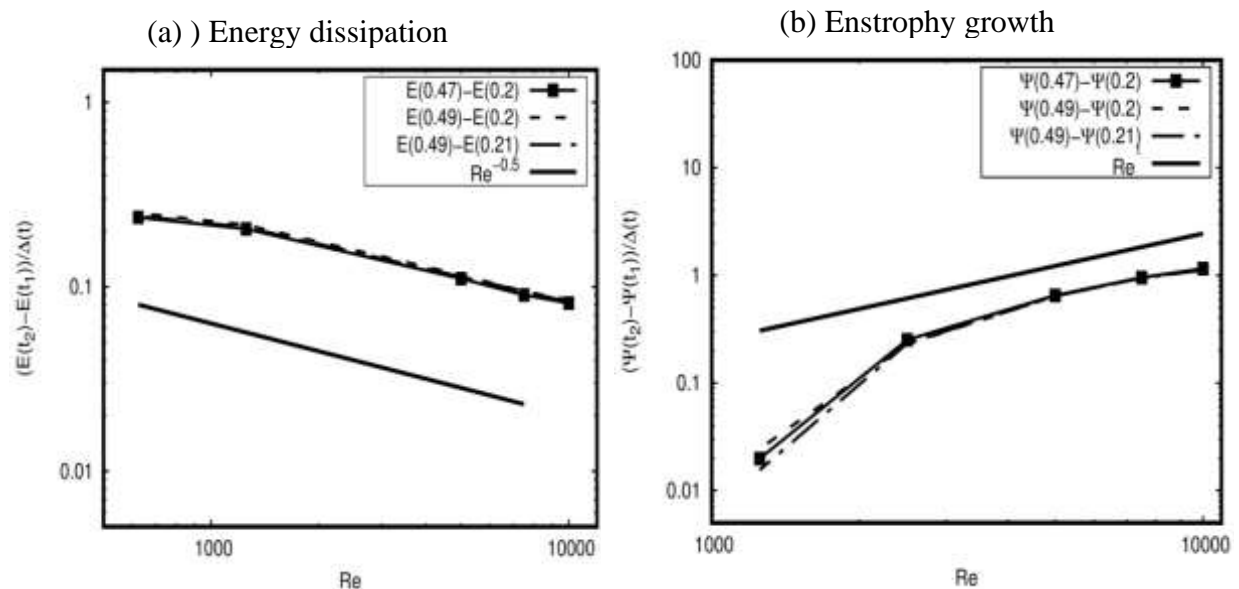 (a) ) Energy dissipation
1
0.1
0.01
(E(t₂)−E(t₁))/Δ(t)
E(0.47)−E(0.2)
E(0.49)−E(0.2)
E(0.49)−E(0.21)
Re⁻⁰·⁵
1000
10000
Re
(b) Enstrophy growth
100
10
1
0.1
0.01
(Ψ(t₂)−Ψ(t₁))/Δ(t)
Ψ(0.47)−Ψ(0.2)
Ψ(0.49)−Ψ(0.2)
Ψ(0.49)−Ψ(0.21)
Re
1000
10000
Re